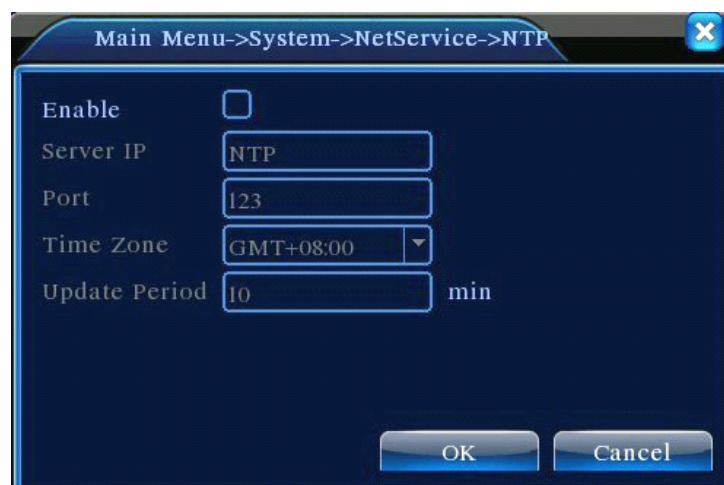 Main Menu->System->NetService->NTP
Enable
Server IP NTP
Port 123
Time Zone GMT+08:00
Update Period 10 min
OK Cancel